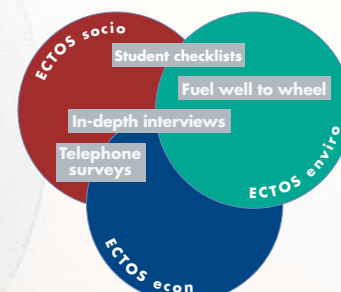 ECTOS socio
Student checklists
Fuel well to wheel
In-depth interviews
Telephone
surveys
ECTOS enviro
ECTOS econ